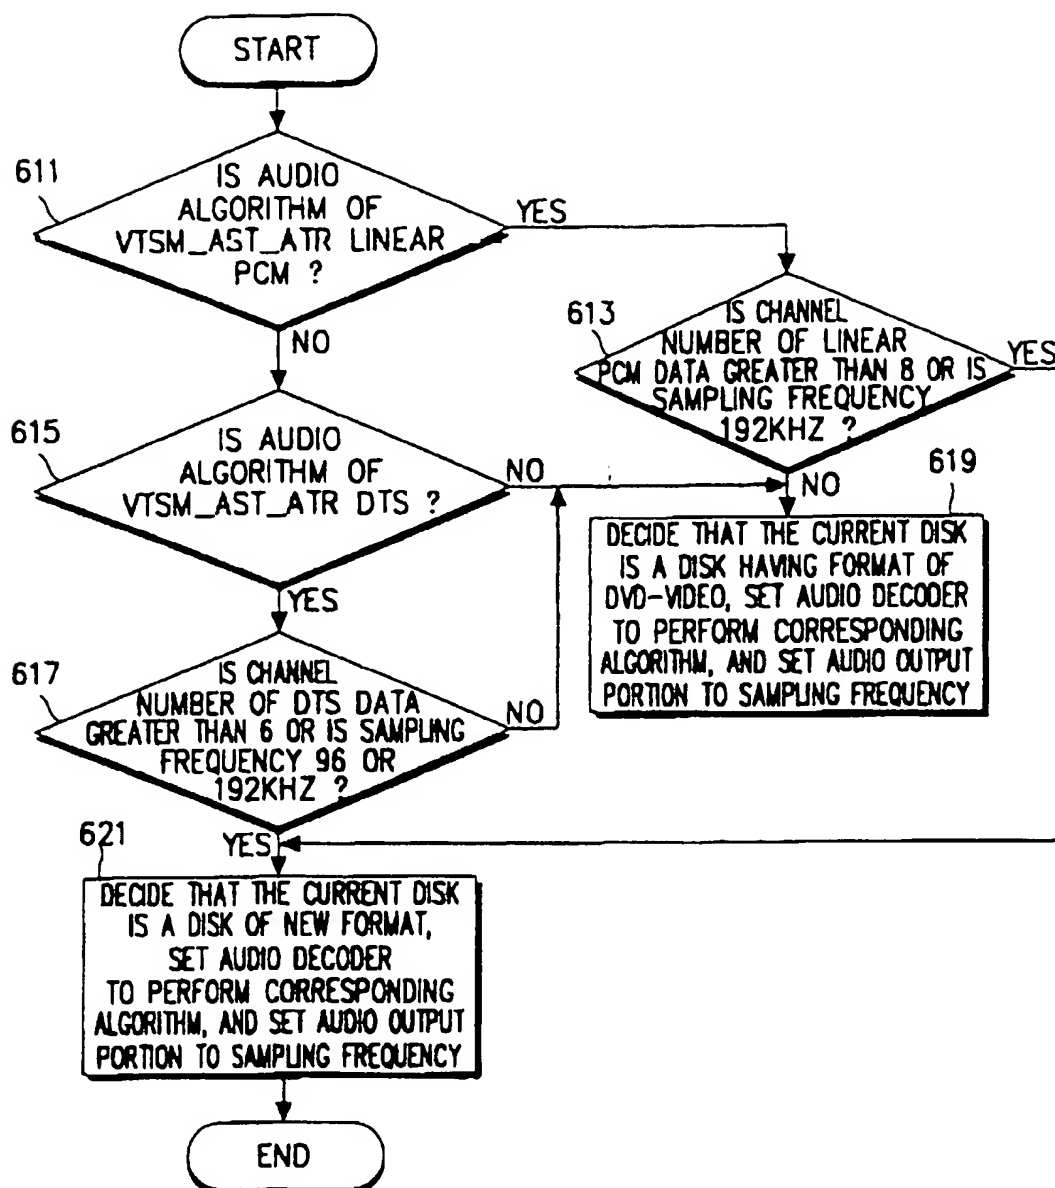 START
611
IS AUDIO
ALGORITHM OF
VTSM_AST_ATR LINEAR
PCM ?
YES
NO
613
IS CHANNEL
NUMBER OF LINEAR
PCM DATA GREATER THAN 8 OR IS
SAMPLING FREQUENCY
192KHZ ?
YES
NO
615
IS AUDIO
ALGORITHM OF
VTSM_AST_ATR DTS ?
NO
YES
619
DECIDE THAT THE CURRENT DISK
IS A DISK HAVING FORMAT OF
DVD-VIDEO, SET AUDIO DECODER
TO PERFORM CORRESPONDING
ALGORITHM, AND SET AUDIO OUTPUT
PORTION TO SAMPLING FREQUENCY
617
IS CHANNEL
NUMBER OF DTS DATA
GREATER THAN 6 OR IS SAMPLING
FREQUENCY 96 OR
192KHZ ?
NO
YES
621
DECIDE THAT THE CURRENT DISK
IS A DISK OF NEW FORMAT,
SET AUDIO DECODER
TO PERFORM CORRESPONDING
ALGORITHM, AND SET AUDIO OUTPUT
PORTION TO SAMPLING FREQUENCY
END